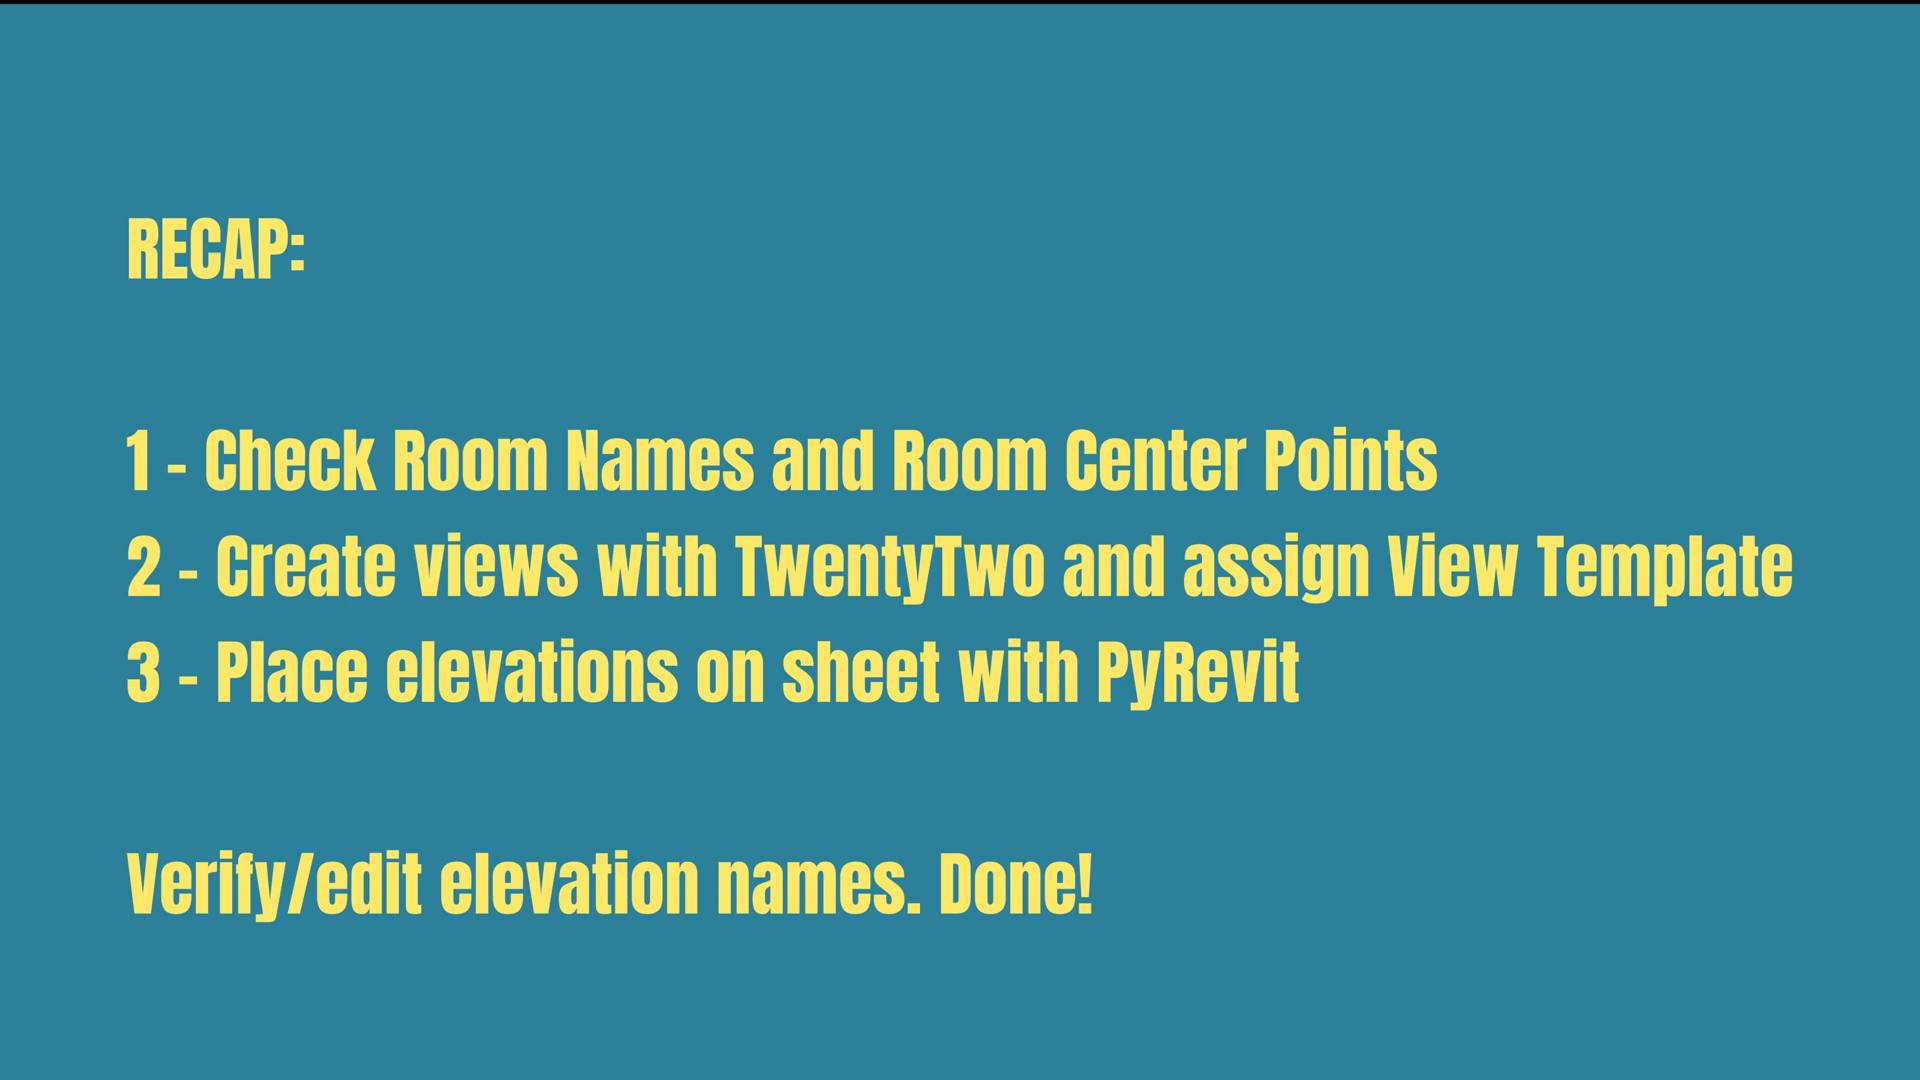 RECAP:
1 - Check Room Names and Room Center Points
2 - Create views with TwentyTwo and assign View Template
3 - Place elevations on sheet with PyRevit
Verify/edit elevation names. Done!